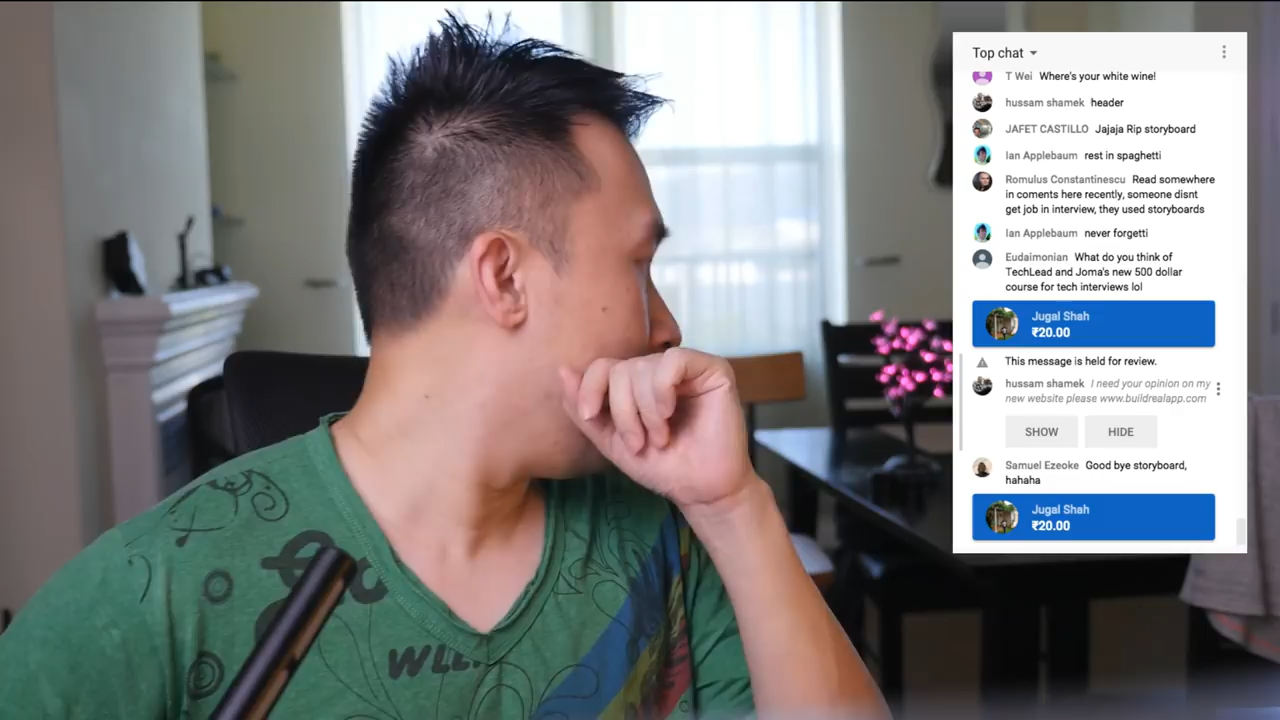 Top chat
T Wei Where's your white wine!
hussam shamek header
JAFET CASTILLO Jajaja Rip storyboard
Ian Applebaum rest in spaghetti
Romulus Constantinescu Read somewhere
in coments here recently, someone disnt
get job in interview, they used storyboards
Ian Applebaum never forgetti
Eudaimonian What do you think of
TechLead and Joma's new 500 dollar
course for tech interviews lol
Jugal Shah
₹20.00
This message is held for review.
hussam shamek I need your opinion on my
new website please www.buildrealapp.com
SHOW HIDE
Samuel Ezeoke Good bye storyboard,
hahaha
Jugal Shah
₹20.00